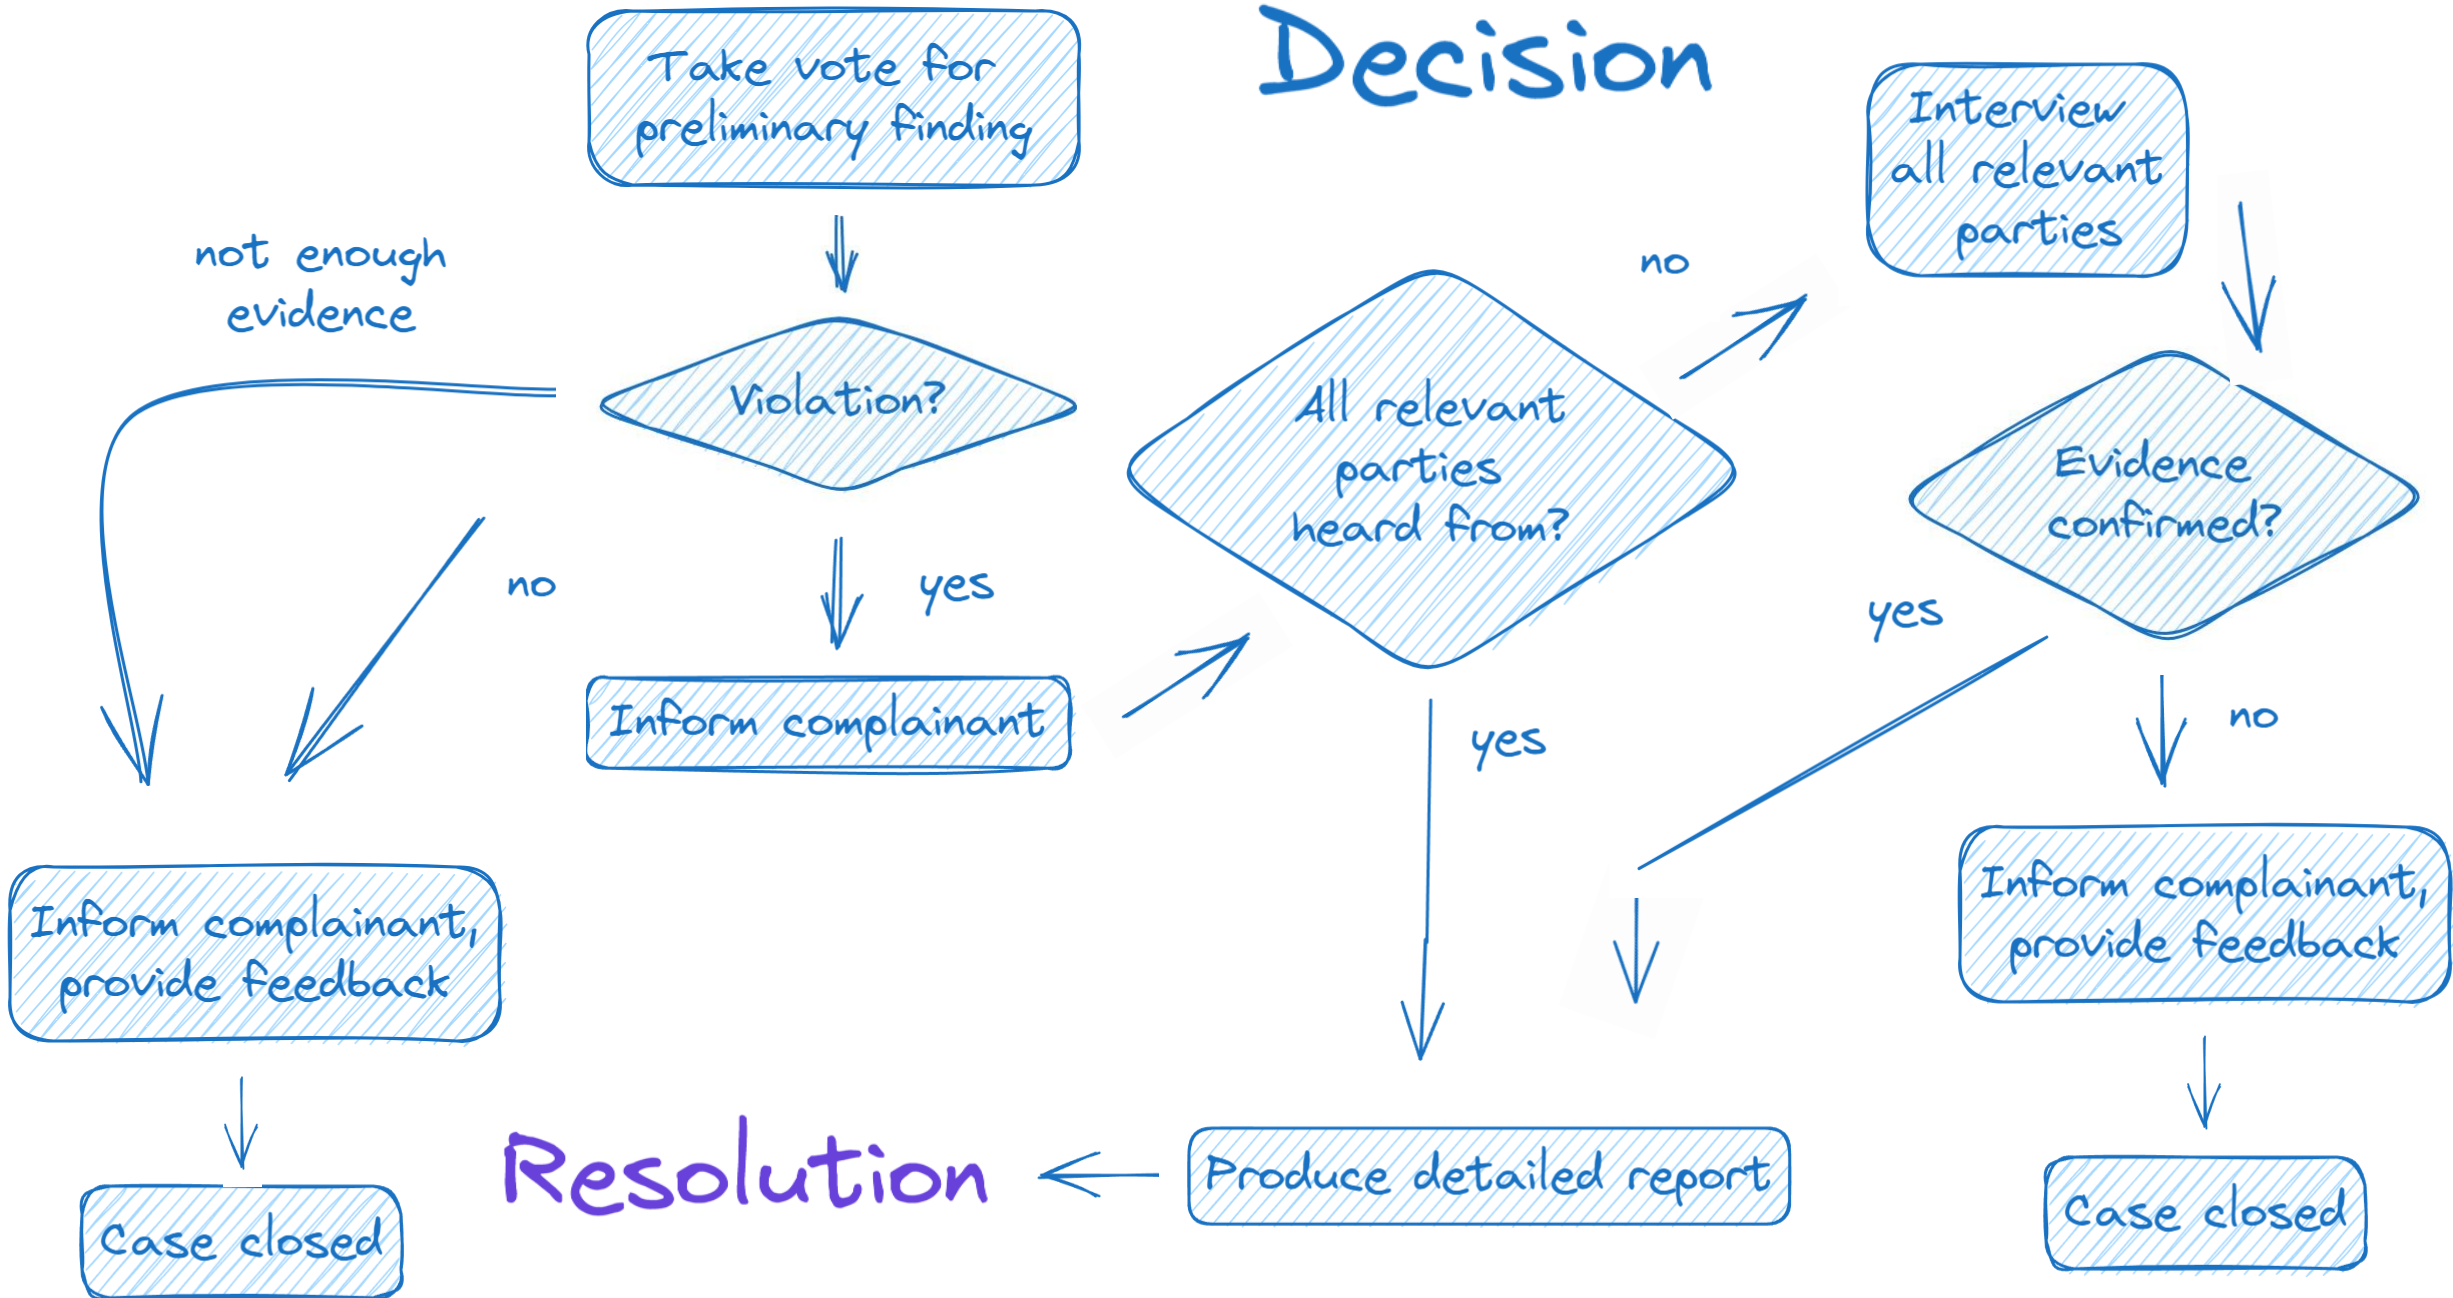 Decision
Take vote for
preliminary finding
Interview
all relevant
parties
not enough
evidence
no
Violation?
All relevant
parties
heard from?
Evidence
confirmed?
no
yes
yes
Inform complainant
yes
no
Inform complainant,
provide feedback
Inform complainant,
provide feedback
Resolution
Produce detailed report
Case closed
Case closed